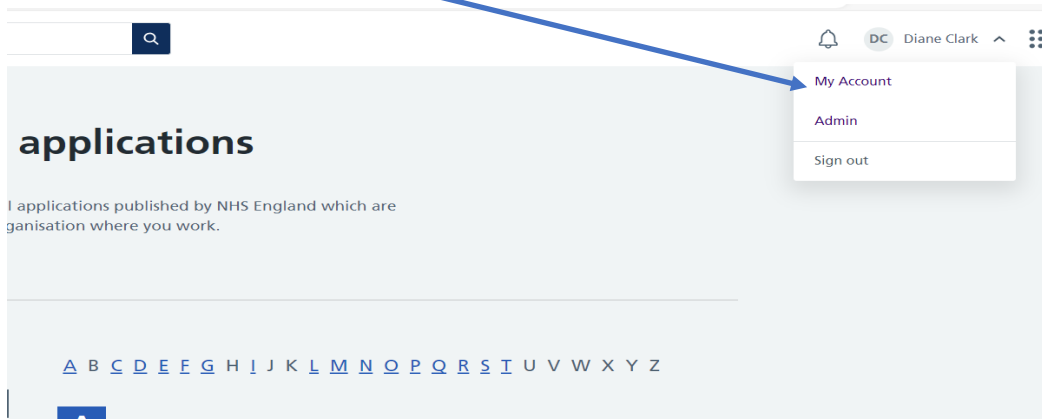 DC Diane Clark
My Account
Admin
Sign out
applications
applications published by NHS England which are
where you work.
A B C D E F G H I J K L M N O P Q R S T U V W X Y Z